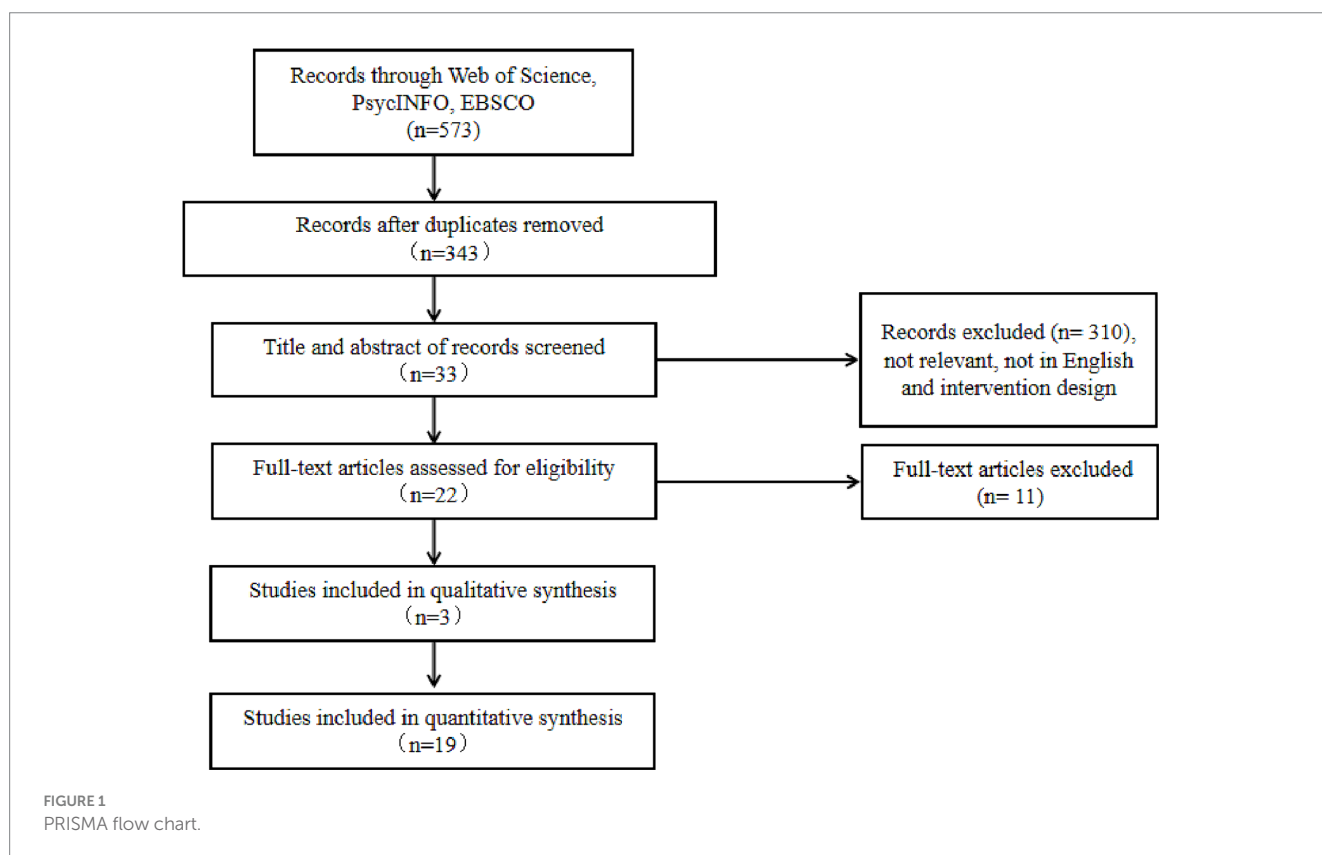 Records through Web of Science,
PsycINFO, EBSCO
(n=573)
Records after duplicates removed
（n=343）
Title and abstract of records screened
（n=33）
Records excluded (n= 310),
not relevant, not in English
and intervention design
Full-text articles assessed for eligibility
（n=22）
Full-text articles excluded
(n= 11)
Studies included in qualitative synthesis
（n=3）
Studies included in quantitative synthesis
（n=19）
FIGURE 1
PRISMA flow chart.